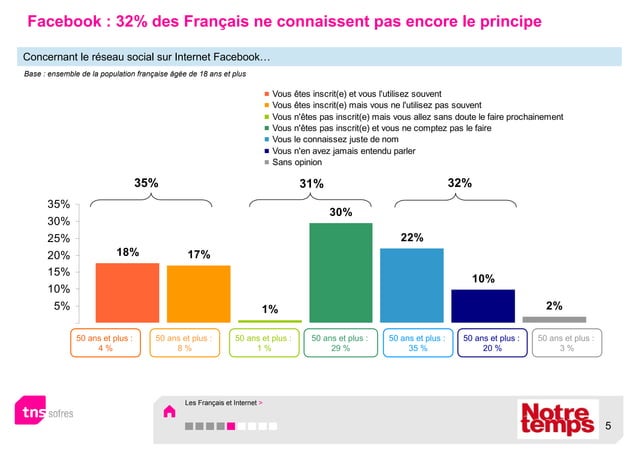 Facebook : 32% des Français ne connaissent pas encore le principe
Concernant le réseau social sur Internet Facebook…
Base : ensemble de la population française âgée de 18 ans et plus
Vous êtes inscrit(e) et vous l'utilisez souvent
Vous êtes inscrit(e) mais vous ne l'utilisez pas souvent
Vous n'êtes pas inscrit(e) mais vous allez sans doute le faire prochainement
Vous n'êtes pas inscrit(e) et vous ne comptez pas le faire
Vous le connaissez juste de nom
Vous n'en avez jamais entendu parler
Sans opinion
35% 31% 32%
35%
30%
25%
20%
15%
10%
5%
18% 17% 1% 30% 22% 10% 2%
50 ans et plus :
4 %
50 ans et plus :
8 %
50 ans et plus :
1 %
50 ans et plus :
29 %
50 ans et plus :
35 %
50 ans et plus :
20 %
50 ans et plus :
3 %
Les Français et Internet >
tns sofres
Notre
temps
5